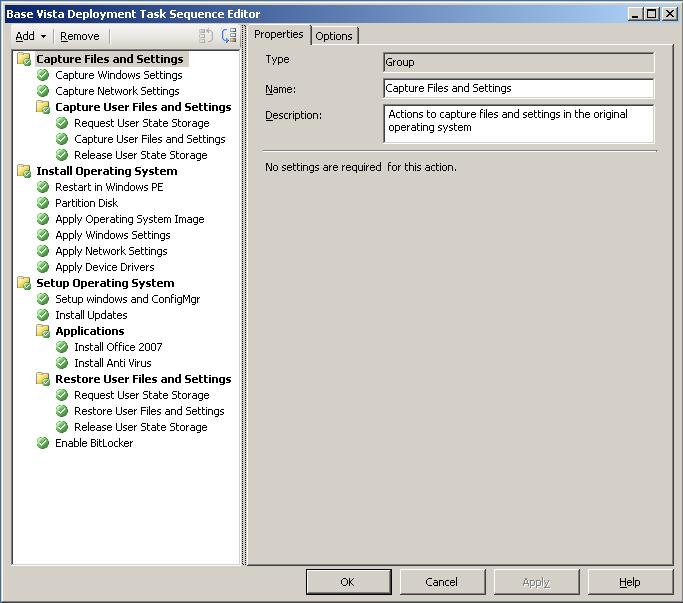 Base Vista Deployment Task Sequence Editor
Add Remove
Capture Files and Settings
Capture Windows Settings
Capture Network Settings
Capture User Files and Settings
Request User State Storage
Capture User Files and Settings
Release User State Storage
Install Operating System
Restart in Windows PE
Partition Disk
Apply Operating System Image
Apply Windows Settings
Apply Network Settings
Apply Device Drivers
Setup Operating System
Setup windows and ConfigMgr
Install Updates
Applications
Install Office 2007
Install Anti Virus
Restore User Files and Settings
Request User State Storage
Restore User Files and Settings
Release User State Storage
Enable BitLocker
Properties Options
Type Group
Name: Capture Files and Settings
Description: Actions to capture files and settings in the original
operating system
No settings are required for this action.
OK Cancel Apply Help